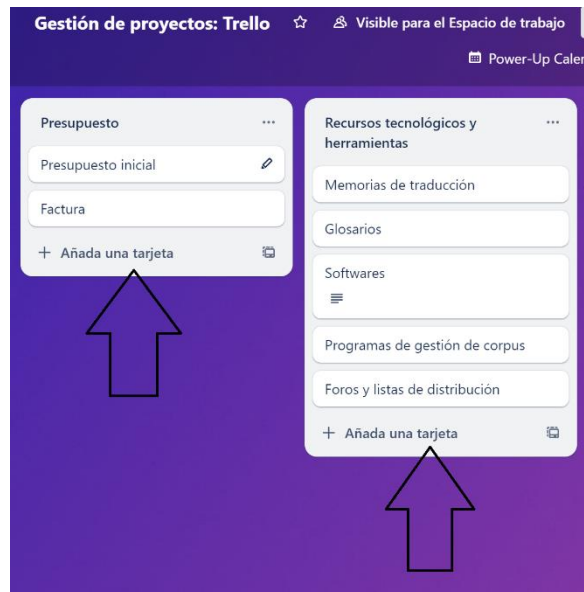 Gestión de proyectos: Trello
Visible para el Espacio de trabajo
Power-Up Caler
Presupuesto
Presupuesto inicial
Factura
+ Añada una tarjeta
Recursos tecnológicos y
herramientas
Memorias de traducción
Glosarios
Softwares
Programas de gestión de corpus
Foros y listas de distribución
+ Añada una tarjeta